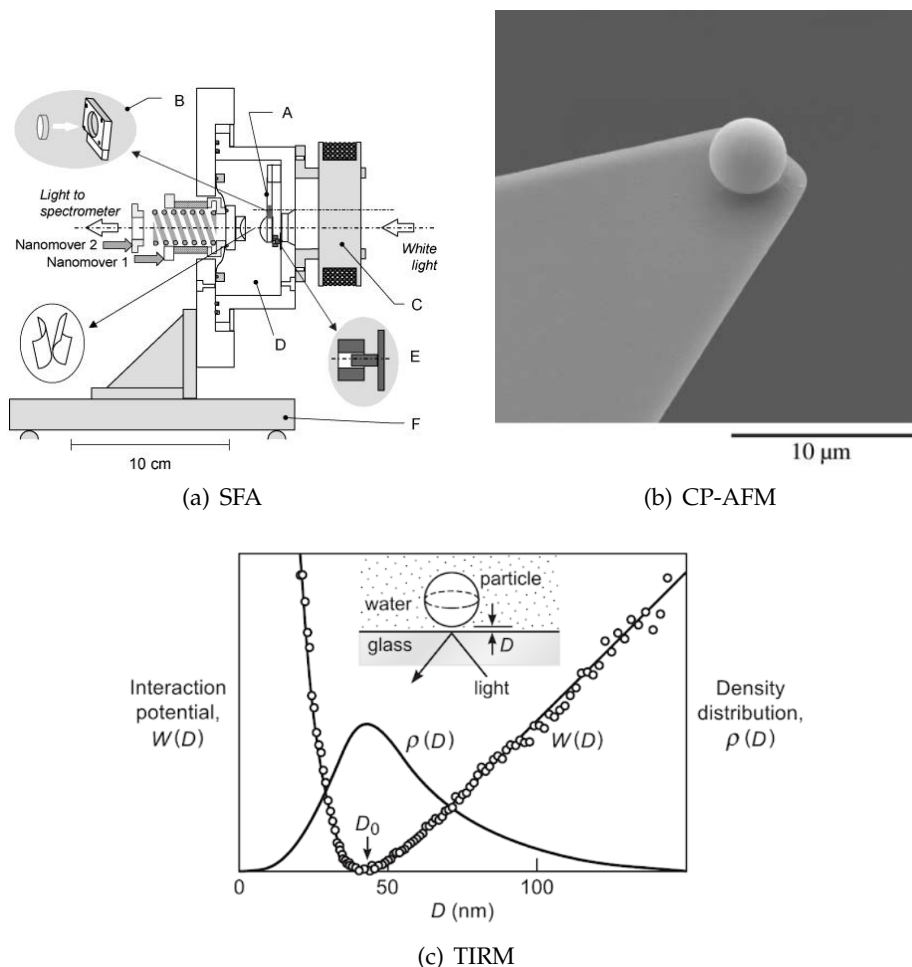 B
A
Light to
spectrometer
Nanomover 2
Nanomover 1
White
light
C
D
E
F
10 cm
(a) SFA
10 μm
(b) CP-AFM
particle
water
D
glass
light
Interaction
potential,
W(D)
Density
distribution,
ρ(D)
ρ(D)
W(D)
D₀
0
50
100
D (nm)
(c) TIRM